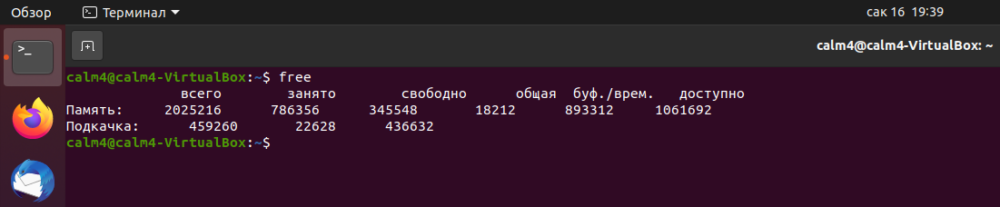 Обзор Терминал сак 16 19:39
calm4@calm4-VirtualBox: ~
>_
calm4@calm4-VirtualBox:~$ free
всего занято свободно общая буф./врем. доступно
Память: 2025216 786356 345548 18212 893312 1061692
Подкачка: 459260 22628 436632
calm4@calm4-VirtualBox:~$